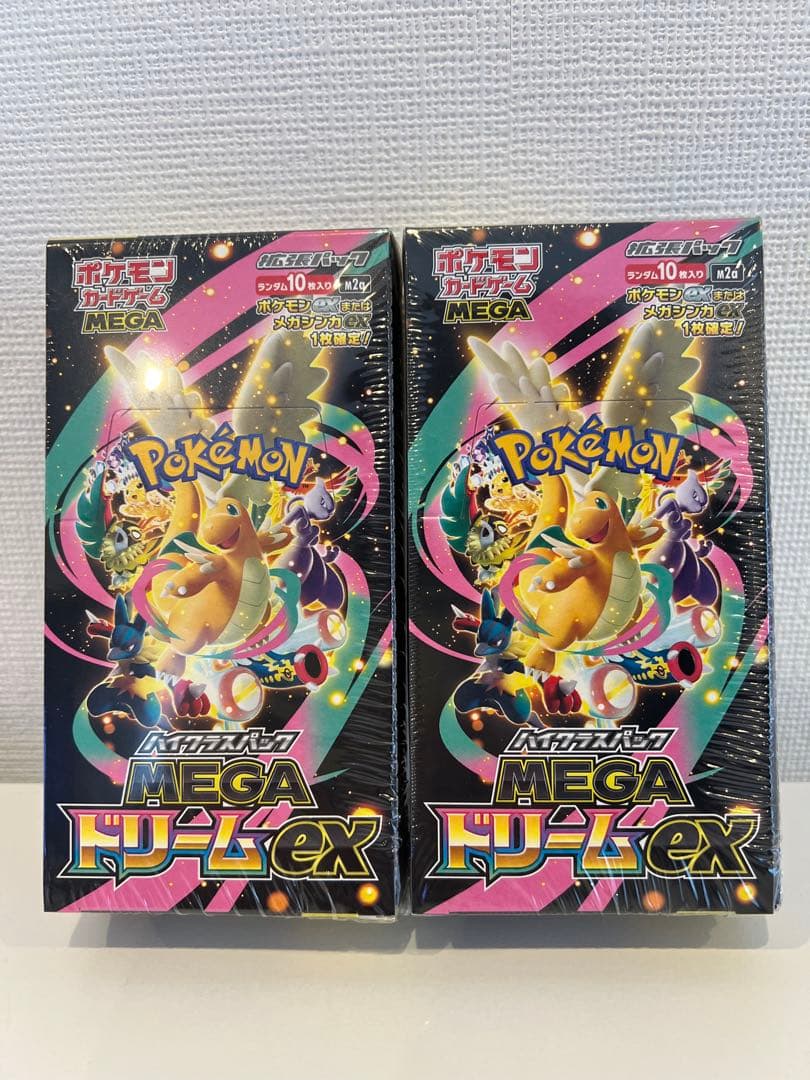 ポケモン
カードゲーム
MEGA
拡張パック
ランダム10枚入り M2a
ポケモンexまたは
メガシンカex
1枚確定!
POKéMON
ハイクラスパック
MEGA
ドリームex
ポケモン
カードゲーム
MEGA
拡張パック
ランダム10枚入り M2a
ポケモンexまたは
メガシンカex
1枚確定!
POKéMON
ハイクラスパック
MEGA
ドリームex